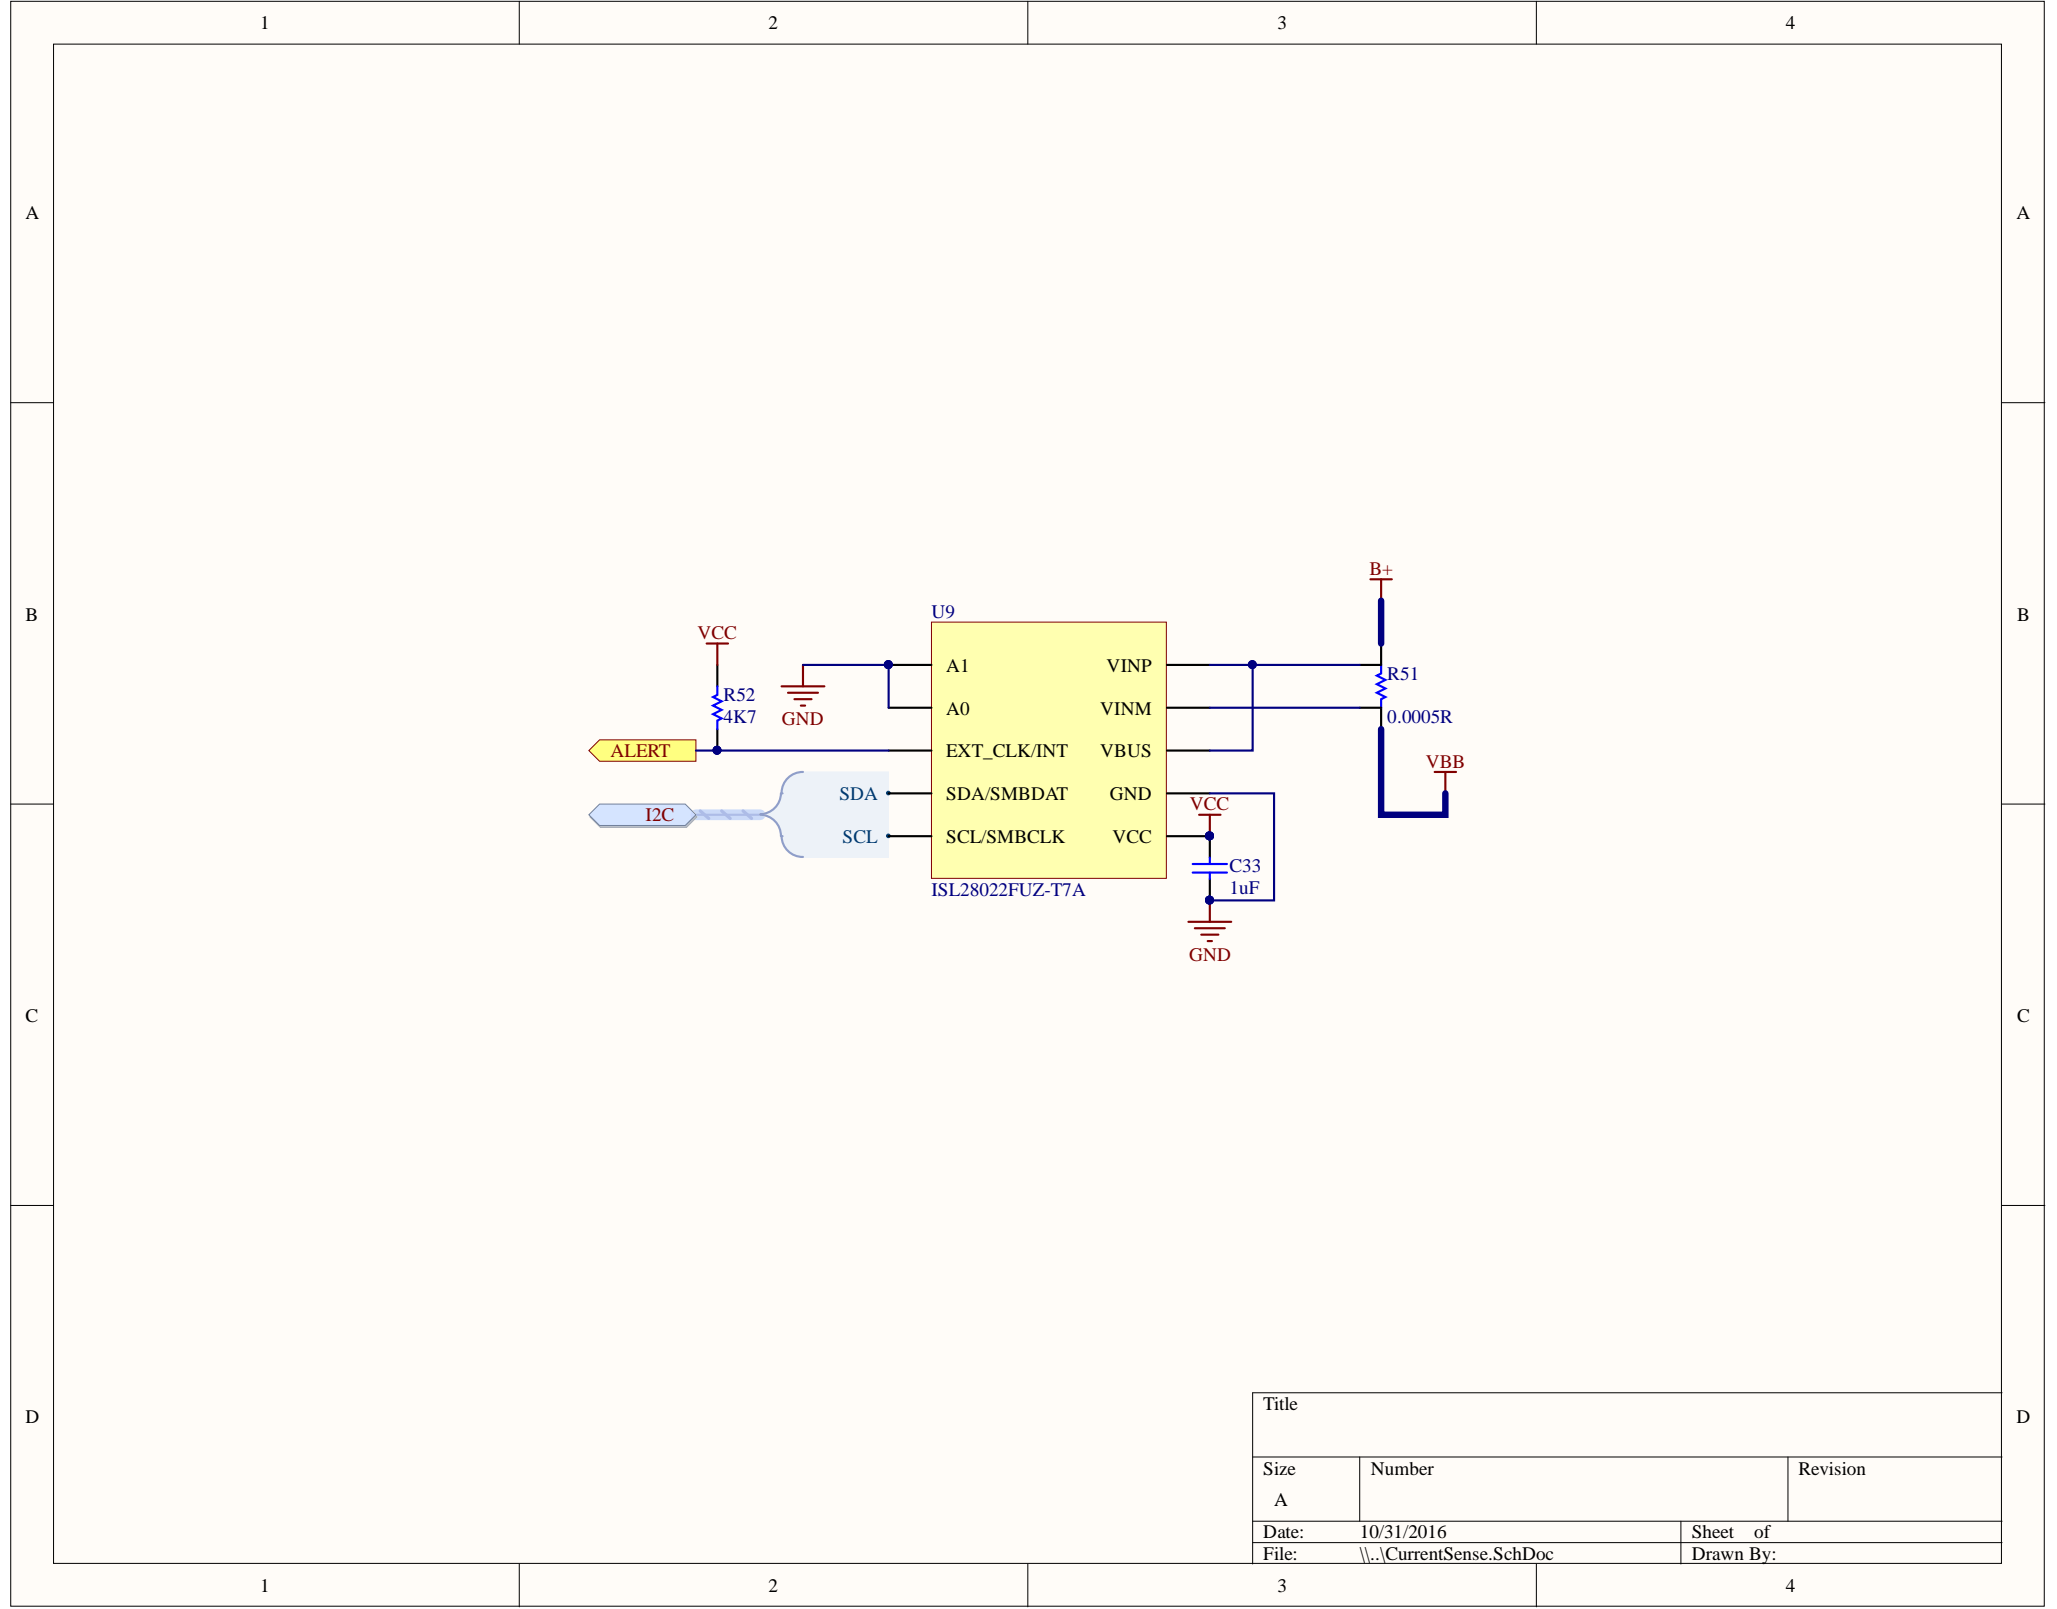 1 2 3 4
A A
B+
U9
B B
VCC
A1 VINP
R51
R52
4K7
GND
A0 VINM
0.0005R
ALERT
EXT_CLK/INT VBUS
VBB
SDA
SDA/SMBDAT GND
VCC
I2C
SCL
SCL/SMBCLK VCC
C33
1uF
ISL28022FUZ-T7A
GND
C C
Title
D D
Size Number Revision
A
Date: 10/31/2016 Sheet of
File: \\..\CurrentSense.SchDoc Drawn By:
1 2 3 4